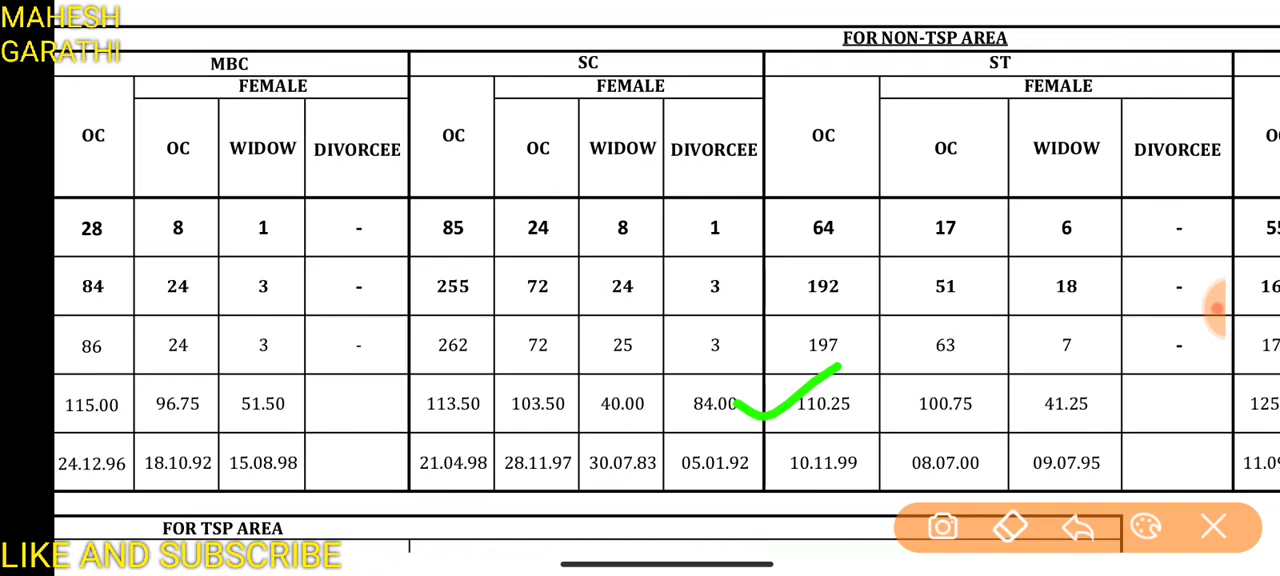 MAHESH
GARATHI
FOR NON-TSP AREA
MBC SC ST
FEMALE FEMALE FEMALE
OC OC WIDOW DIVORCEE OC OC WIDOW DIVORCEE OC OC WIDOW DIVORCEE
28 8 1 - 85 24 8 1 64 17 6 -
84 24 3 - 255 72 24 3 192 51 18 -
86 24 3 - 262 72 25 3 197 63 7 -
115.00 96.75 51.50 113.50 103.50 40.00 84.00 110.25 100.75 41.25
24.12.96 18.10.92 15.08.98 21.04.98 28.11.97 30.07.83 05.01.92 10.11.99 08.07.00 09.07.95
FOR TSP AREA
LIKE AND SUBSCRIBE